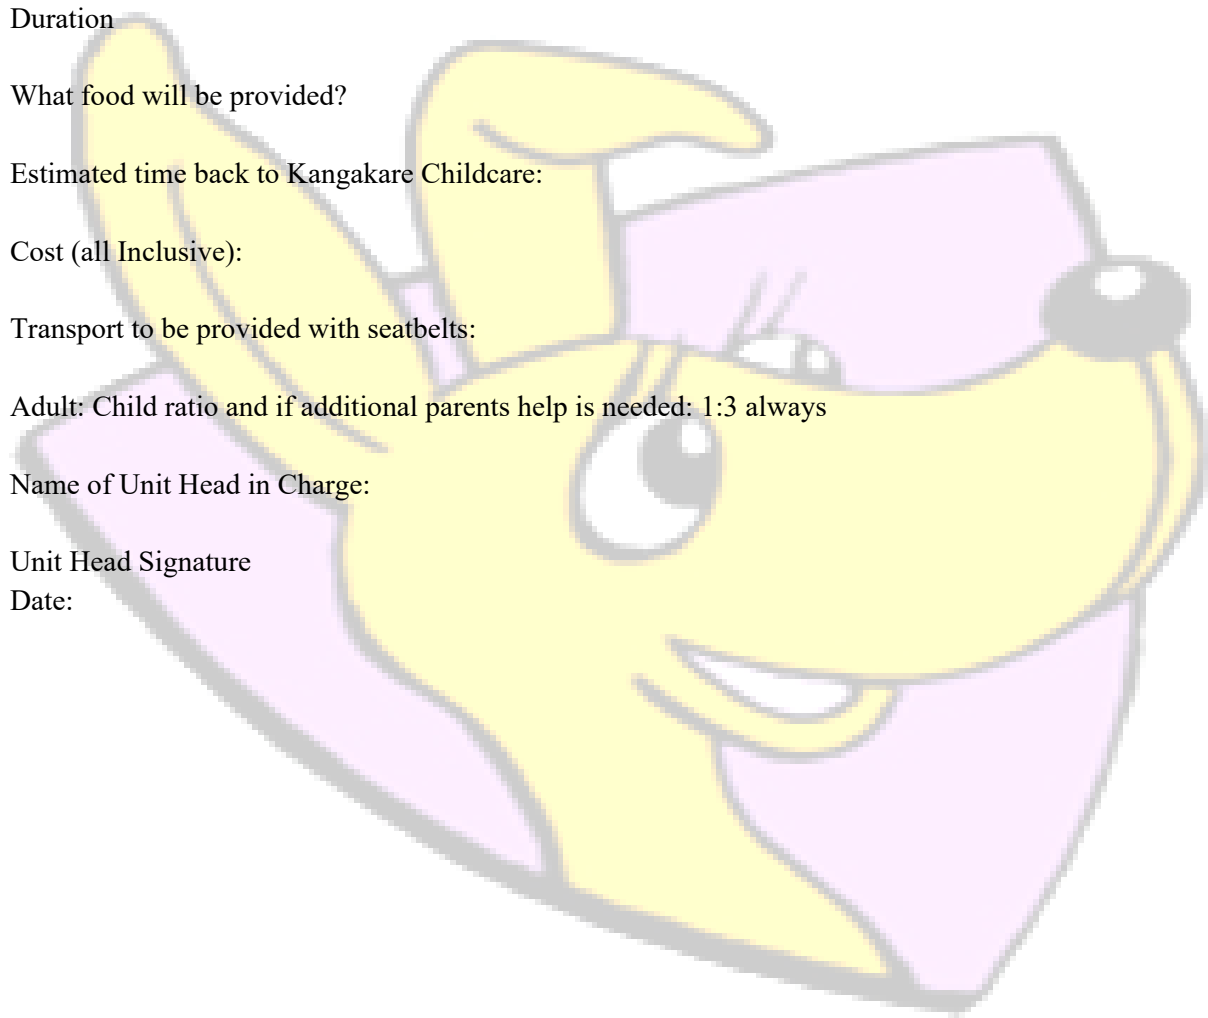 Duration
What food will be provided?
Estimated time back to Kangakare Childcare:
Cost (all Inclusive):
Transport to be provided with seatbelts:
Adult: Child ratio and if additional parents help is needed: 1:3 always
Name of Unit Head in Charge:
Unit Head Signature
Date: